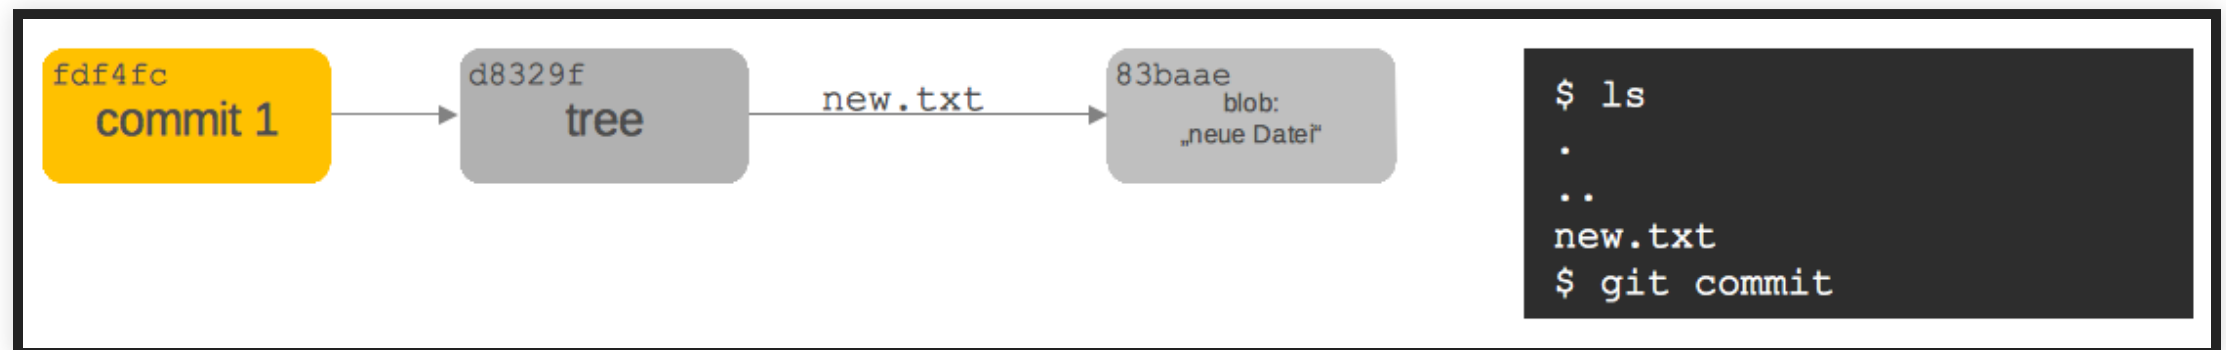 fdf4fc
commit 1
d8329f
tree
new.txt
83baae
blob:
„neue Datei“
$ ls
.
..
new.txt
$ git commit